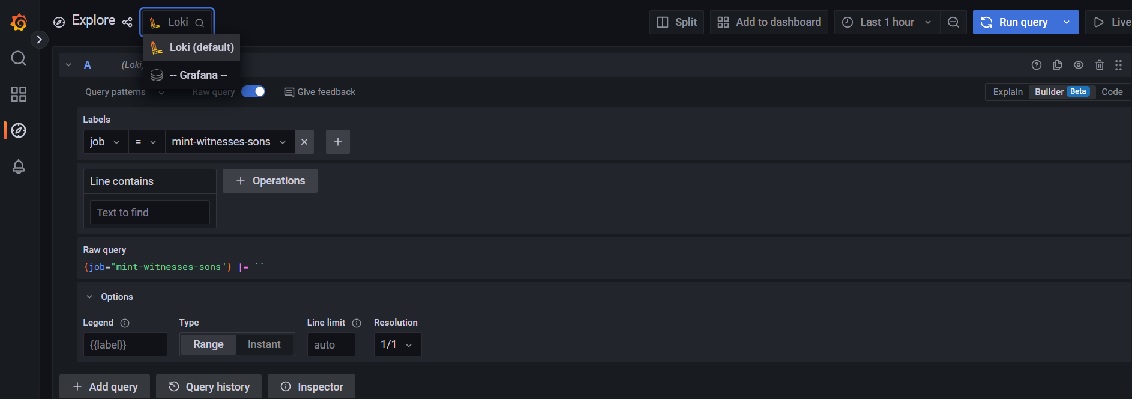 Explore Loki Split Add to dashboard Last 1 hour Run query Live
Loki (default)
A (Loki)
-- Grafana --
Query patterns Raw query Give feedback Explain Builder Beta Code
Labels
job = mint-witnesses-sons
Line contains + Operations
Text to find
Raw query
{job="mint-witnesses-sons"} |= ``
Options
Legend Type Line limit Resolution
{{label}} Range Instant auto 1/1
+ Add query Query history Inspector